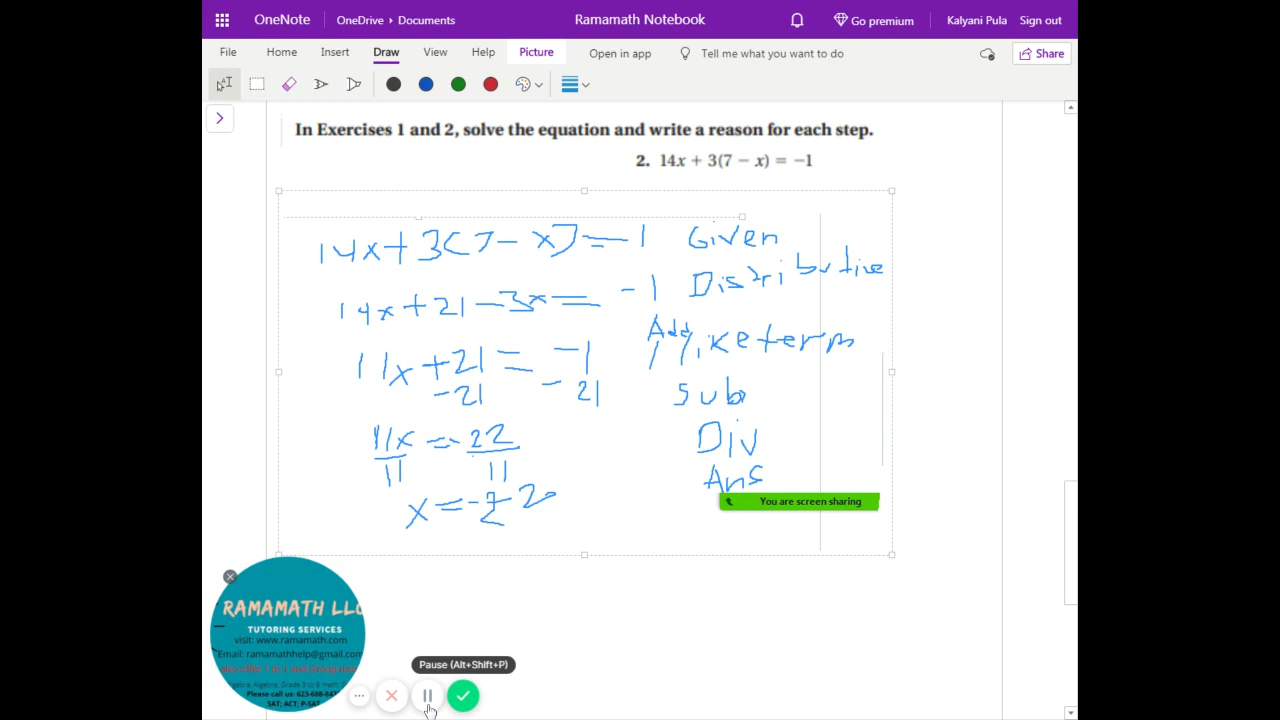 OneNote OneDrive › Documents Ramamath Notebook Go premium Kalyani Pula Sign out
File Home Insert Draw View Help Picture Open in app Tell me what you want to do Share
In Exercises 1 and 2, solve the equation and write a reason for each step.
2. 14x + 3(7 − x) = −1
14x + 3(7 − x) = −1 Given
14x + 21 − 3x = −1 Distributive
11x + 21 = −1 Add like term
−21 −21 Sub
11x = −22 Div
11 11
x = −2 Ans
You are screen sharing
RAMAMATH LLC
TUTORING SERVICES
visit: www.ramamath.com
Email: ramamathhelp@gmail.com
Please call us: 623-688-84
SAT; ACT; P-SAT
Pause (Alt+Shift+P)